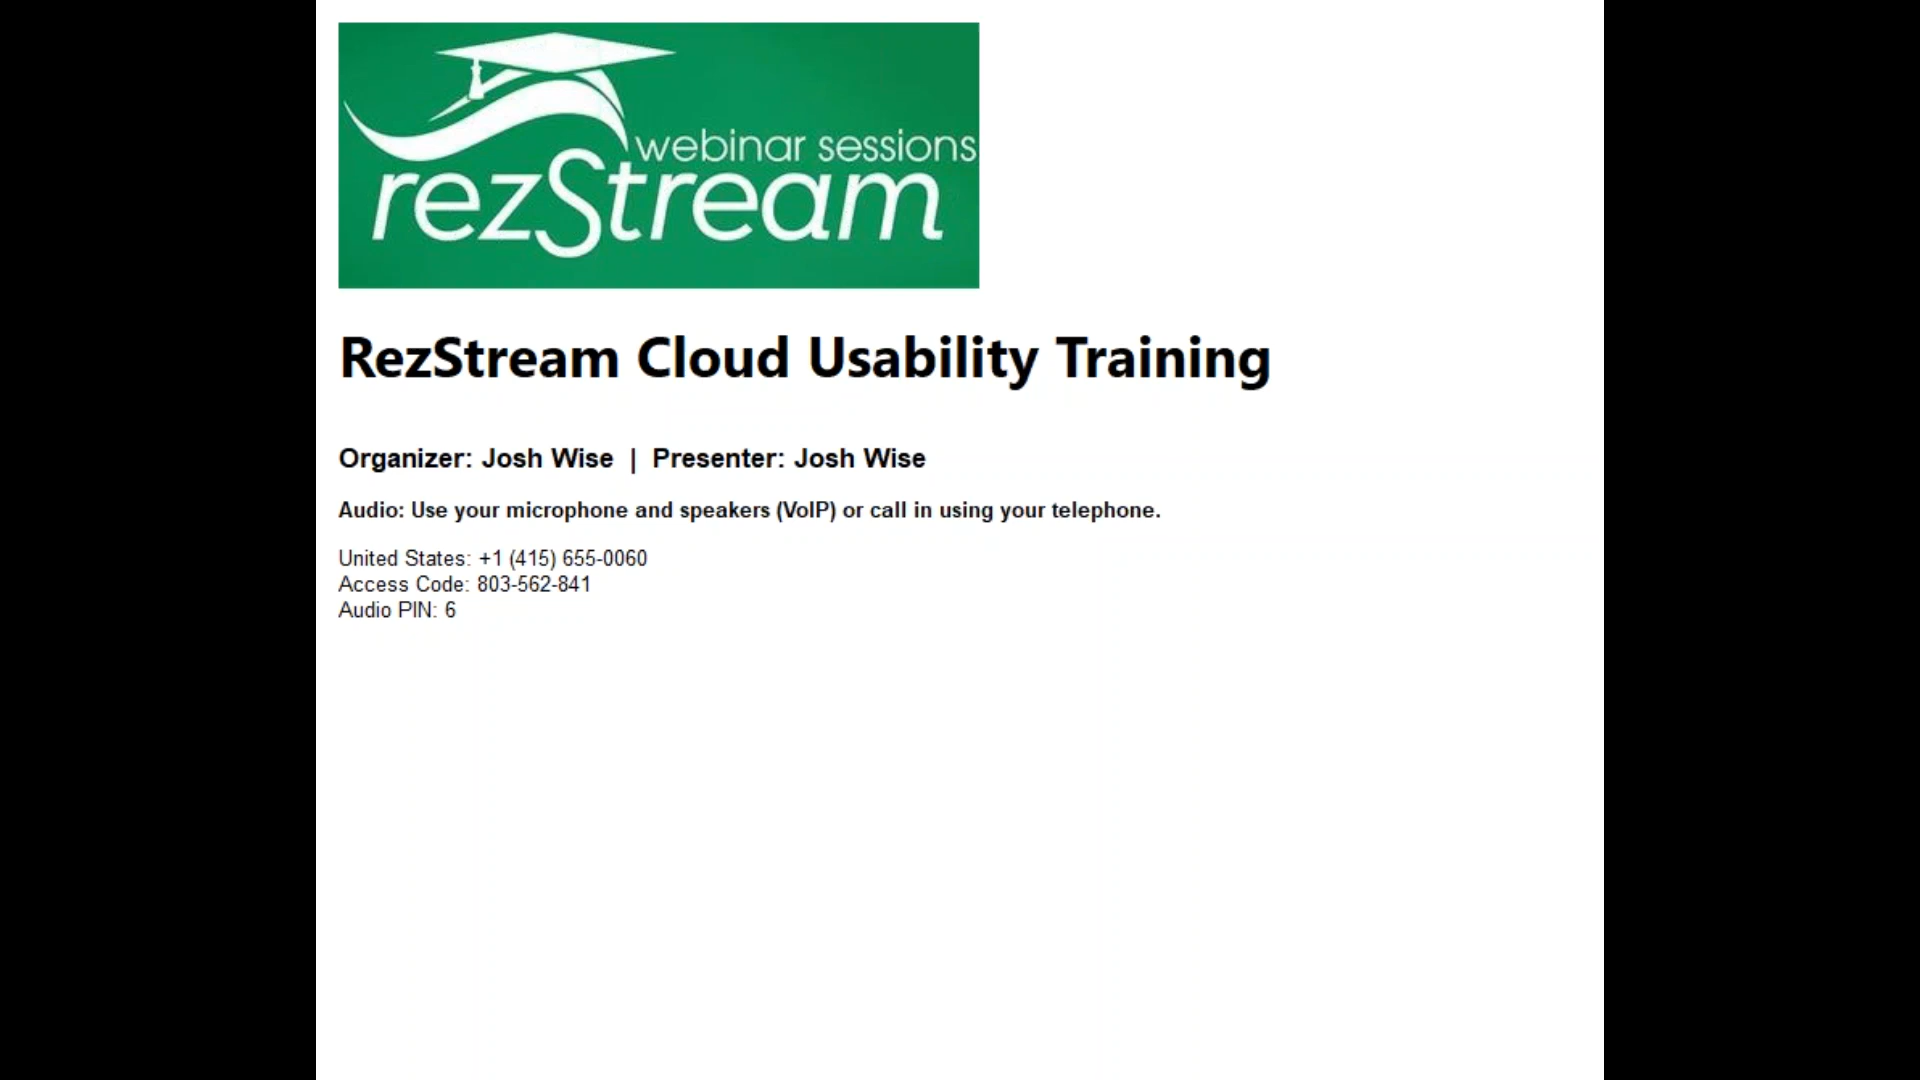 webinar sessions
rezStream
RezStream Cloud Usability Training
Organizer: Josh Wise | Presenter: Josh Wise
Audio: Use your microphone and speakers (VoIP) or call in using your telephone.
United States: +1 (415) 655-0060
Access Code: 803-562-841
Audio PIN: 6